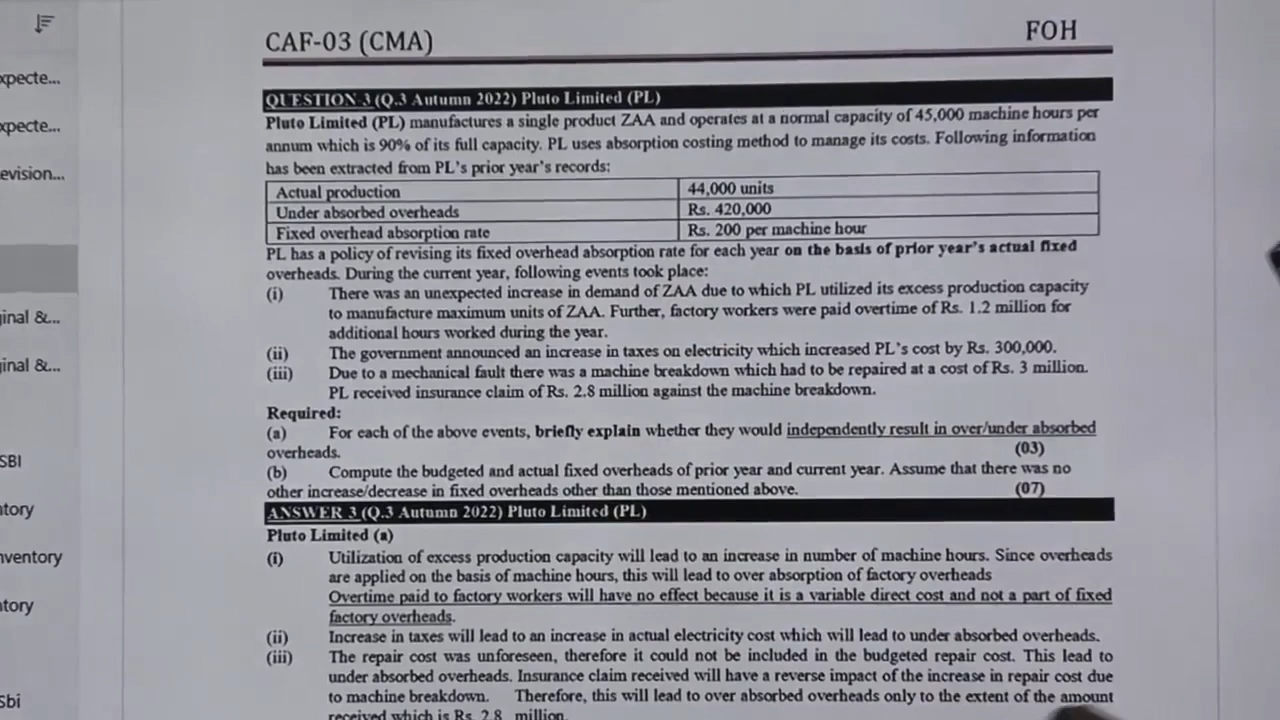 CAF-03 (CMA)
FOH
QUESTION 3 (Q.3 Autumn 2022) Pluto Limited (PL)
Pluto Limited (PL) manufactures a single product ZAA and operates at a normal capacity of 45,000 machine hours per
annum which is 90% of its full capacity. PL uses absorption costing method to manage its costs. Following information
has been extracted from PL's prior year's records:
Actual production 44,000 units
Under absorbed overheads Rs. 420,000
Fixed overhead absorption rate Rs. 200 per machine hour
PL has a policy of revising its fixed overhead absorption rate for each year on the basis of prior year's actual fixed
overheads. During the current year, following events took place:
(i) There was an unexpected increase in demand of ZAA due to which PL utilized its excess production capacity
to manufacture maximum units of ZAA. Further, factory workers were paid overtime of Rs. 1.2 million for
additional hours worked during the year.
(ii) The government announced an increase in taxes on electricity which increased PL's cost by Rs. 300,000.
(iii) Due to a mechanical fault there was a machine breakdown which had to be repaired at a cost of Rs. 3 million.
PL received insurance claim of Rs. 2.8 million against the machine breakdown.
Required:
(a) For each of the above events, briefly explain whether they would independently result in over/under absorbed
overheads. (03)
(b) Compute the budgeted and actual fixed overheads of prior year and current year. Assume that there was no
other increase/decrease in fixed overheads other than those mentioned above. (07)
ANSWER 3 (Q.3 Autumn 2022) Pluto Limited (PL)
Pluto Limited (a)
(i) Utilization of excess production capacity will lead to an increase in number of machine hours. Since overheads
are applied on the basis of machine hours, this will lead to over absorption of factory overheads
Overtime paid to factory workers will have no effect because it is a variable direct cost and not a part of fixed
factory overheads.
(ii) Increase in taxes will lead to an increase in actual electricity cost which will lead to under absorbed overheads.
(iii) The repair cost was unforeseen, therefore it could not be included in the budgeted repair cost. This lead to
under absorbed overheads. Insurance claim received will have a reverse impact of the increase in repair cost due
to machine breakdown. Therefore, this will lead to over absorbed overheads only to the extent of the amount
received which is Rs. 2.8 million.
xpecte...
xpecte...
evision...
ginal &...
ginal &...
SBI
tory
nventory
tory
Sbi